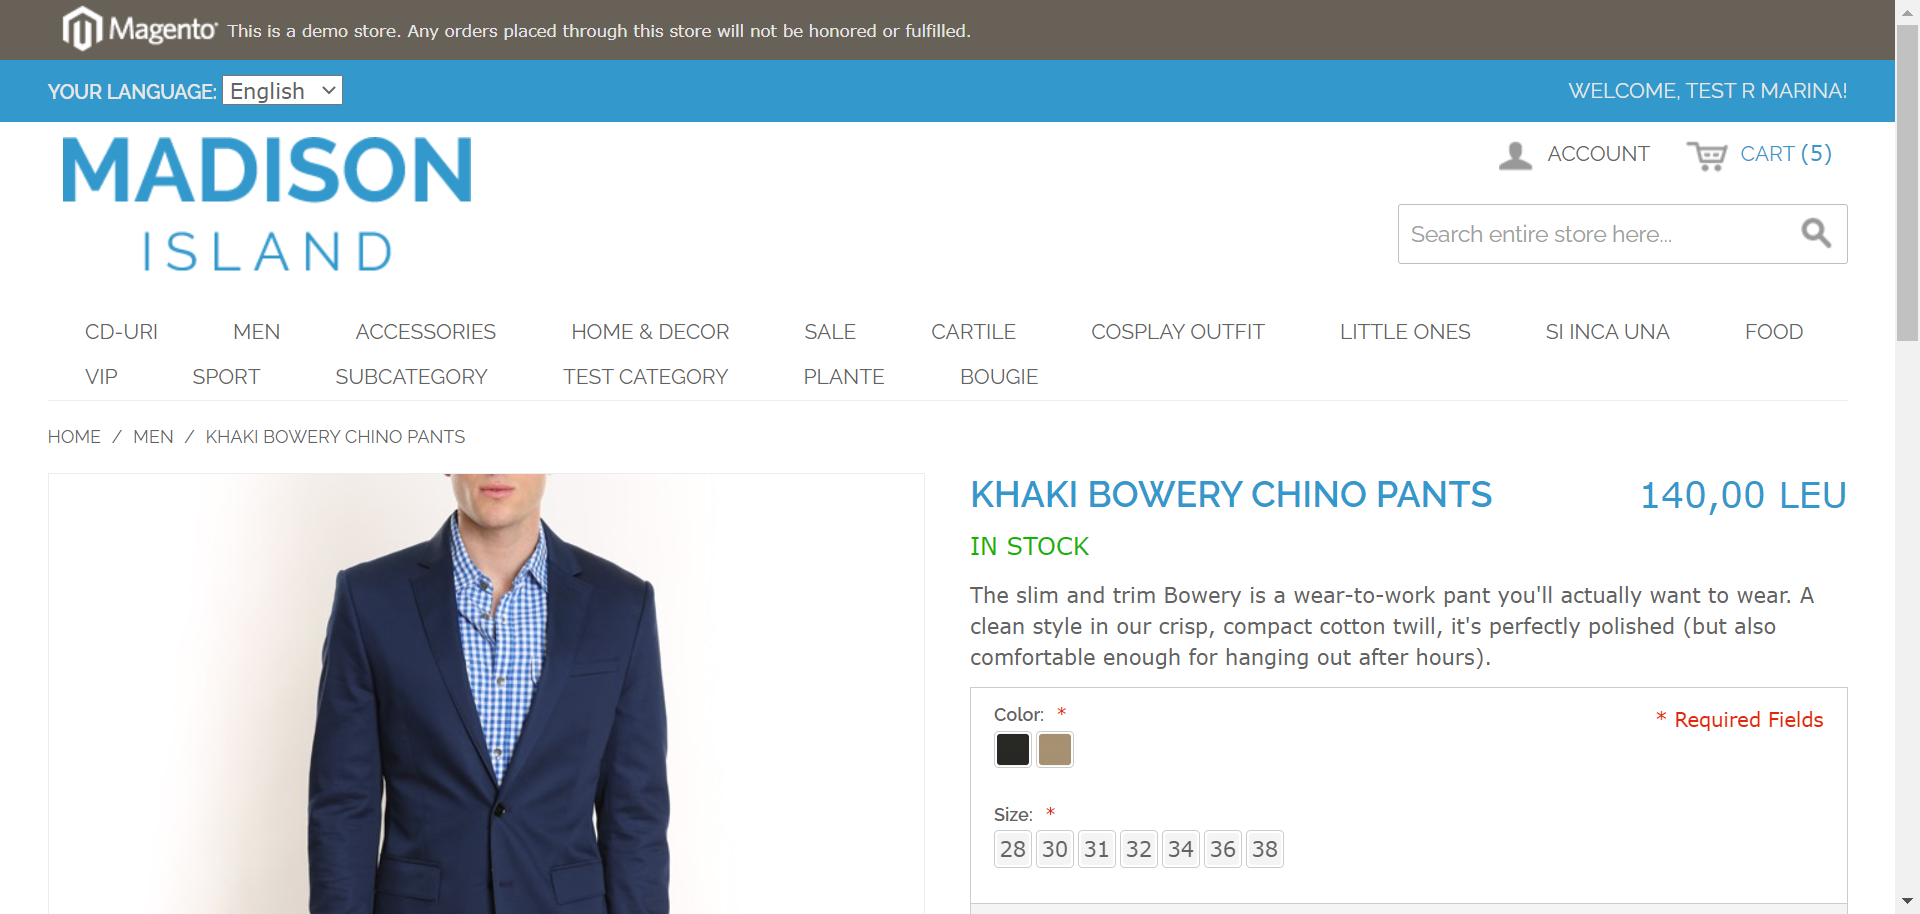 Magento
This is a demo store. Any orders placed through this store will not be honored or fulfilled.
YOUR LANGUAGE: English
WELCOME, TEST R MARINA!
MADISON
ISLAND
ACCOUNT
CART (5)
Search entire store here...
CD-URI MEN ACCESSORIES HOME & DECOR SALE CARTILE COSPLAY OUTFIT LITTLE ONES SI INCA UNA FOOD
VIP SPORT SUBCATEGORY TEST CATEGORY PLANTE BOUGIE
HOME / MEN / KHAKI BOWERY CHINO PANTS
KHAKI BOWERY CHINO PANTS
140,00 LEU
IN STOCK
The slim and trim Bowery is a wear-to-work pant you'll actually want to wear. A
clean style in our crisp, compact cotton twill, it's perfectly polished (but also
comfortable enough for hanging out after hours).
Color: *
* Required Fields
Size: *
28 30 31 32 34 36 38